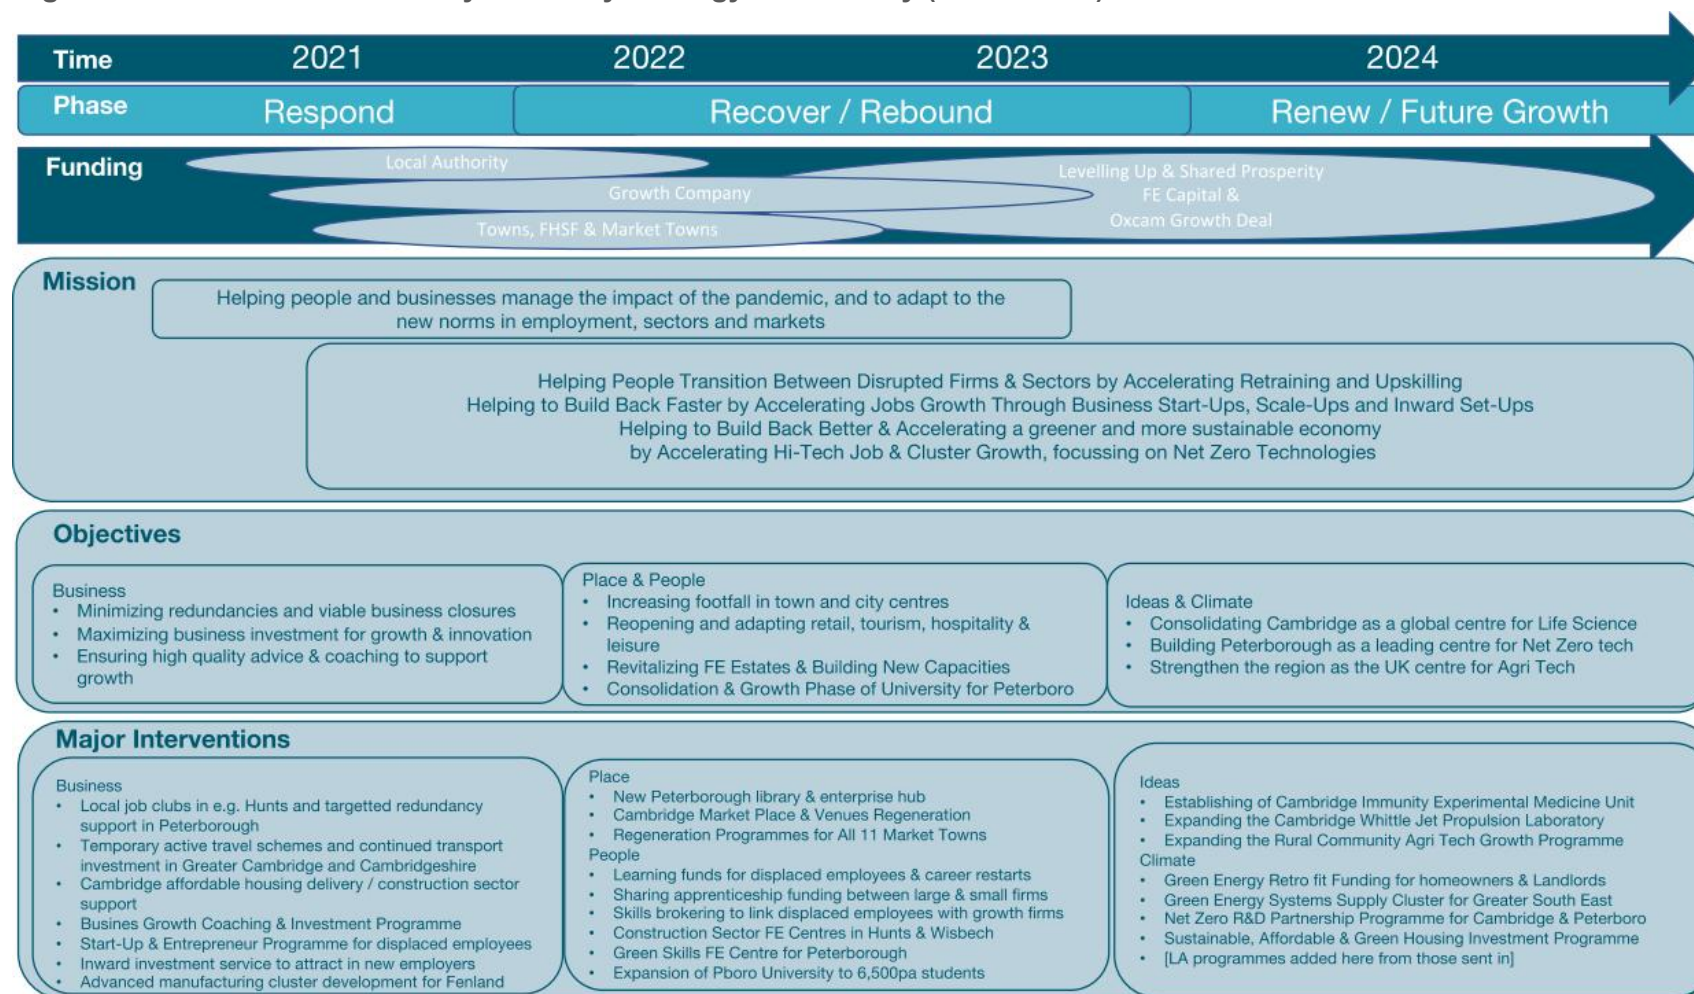 Time 2021 2022 2023 2024
Phase Respond Recover / Rebound Renew / Future Growth
Funding
Local Authority
Growth Company
Towns, FHSF & Market Towns
Levelling Up & Shared Prosperity
FE Capital &
Oxcam Growth Deal
Mission
Helping people and businesses manage the impact of the pandemic, and to adapt to the
new norms in employment, sectors and markets
Helping People Transition Between Disrupted Firms & Sectors by Accelerating Retraining and Upskilling
Helping to Build Back Faster by Accelerating Jobs Growth Through Business Start-Ups, Scale-Ups and Inward Set-Ups
Helping to Build Back Better & Accelerating a greener and more sustainable economy
by Accelerating Hi-Tech Job & Cluster Growth, focussing on Net Zero Technologies
Objectives
Business
• Minimizing redundancies and viable business closures
• Maximizing business investment for growth & innovation
• Ensuring high quality advice & coaching to support
growth
Place & People
• Increasing footfall in town and city centres
• Reopening and adapting retail, tourism, hospitality &
leisure
• Revitalizing FE Estates & Building New Capacities
• Consolidation & Growth Phase of University for Peterboro
Ideas & Climate
• Consolidating Cambridge as a global centre for Life Science
• Building Peterborough as a leading centre for Net Zero tech
• Strengthen the region as the UK centre for Agri Tech
Major Interventions
Business
• Local job clubs in e.g. Hunts and targetted redundancy
support in Peterborough
• Temporary active travel schemes and continued transport
investment in Greater Cambridge and Cambridgeshire
• Cambridge affordable housing delivery / construction sector
support
• Busines Growth Coaching & Investment Programme
• Start-Up & Entrepreneur Programme for displaced employees
• Inward investment service to attract in new employers
• Advanced manufacturing cluster development for Fenland
Place
• New Peterborough library & enterprise hub
• Cambridge Market Place & Venues Regeneration
• Regeneration Programmes for All 11 Market Towns
People
• Learning funds for displaced employees & career restarts
• Sharing apprenticeship funding between large & small firms
• Skills brokering to link displaced employees with growth firms
• Construction Sector FE Centres in Hunts & Wisbech
• Green Skills FE Centre for Peterborough
• Expansion of Pboro University to 6,500pa students
Ideas
• Establishing of Cambridge Immunity Experimental Medicine Unit
• Expanding the Cambridge Whittle Jet Propulsion Laboratory
• Expanding the Rural Community Agri Tech Growth Programme
Climate
• Green Energy Retro fit Funding for homeowners & Landlords
• Green Energy Systems Supply Cluster for Greater South East
• Net Zero R&D Partnership Programme for Cambridge & Peterboro
• Sustainable, Affordable & Green Housing Investment Programme
• [LA programmes added here from those sent in]